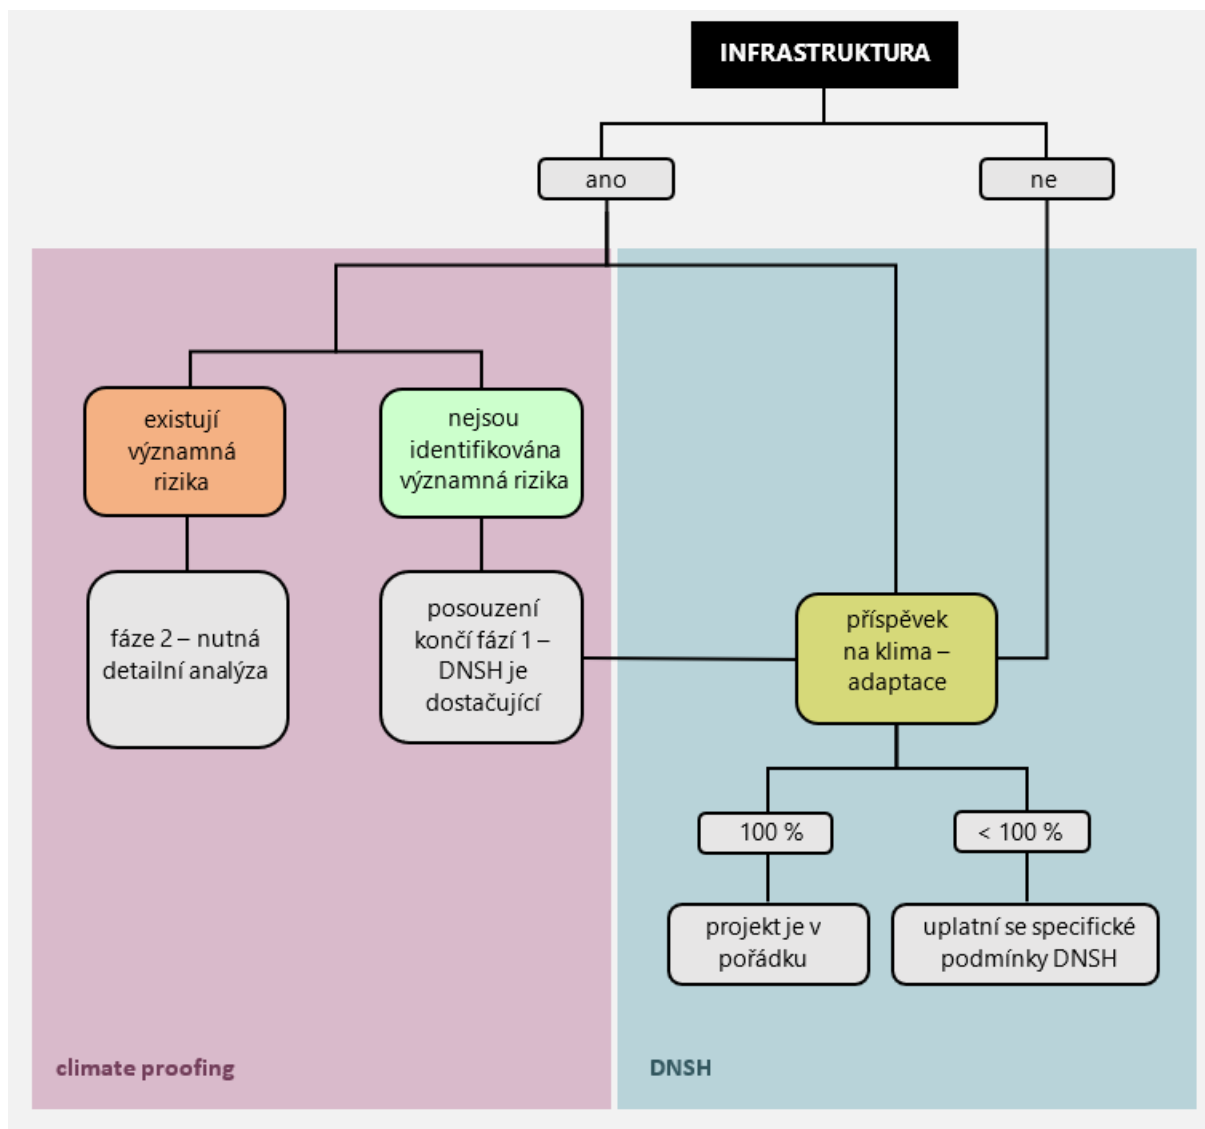 INFRASTRUKTURA
ano
ne
existují
významná
rizika
nejsou
identifikována
významná rizika
fáze 2 – nutná
detailní analýza
posouzení
končí fází 1 –
DNSH je
dostačující
příspěvek
na klima –
adaptace
100 %
< 100 %
projekt je v
pořádku
uplatní se specifické
podmínky DNSH
climate proofing
DNSH